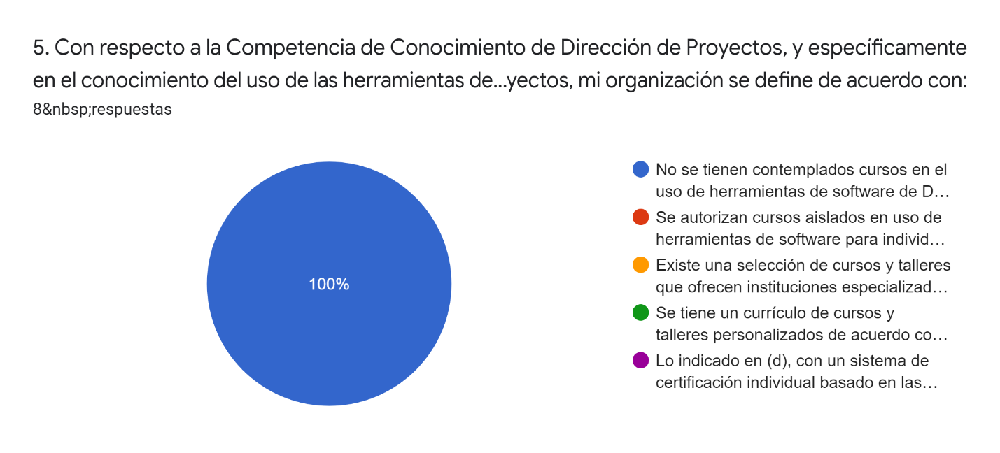 5. Con respecto a la Competencia de Conocimiento de Dirección de Proyectos, y específicamente
en el conocimiento del uso de las herramientas de...yectos, mi organización se define de acuerdo con:
8&nbsp;respuestas
100%
No se tienen contemplados cursos en el
uso de herramientas de software de D…
Se autorizan cursos aislados en uso de
herramientas de software para individ…
Existe una selección de cursos y talleres
que ofrecen instituciones especializad…
Se tiene un currículo de cursos y
talleres personalizados de acuerdo co…
Lo indicado en (d), con un sistema de
certificación individual basado en las…